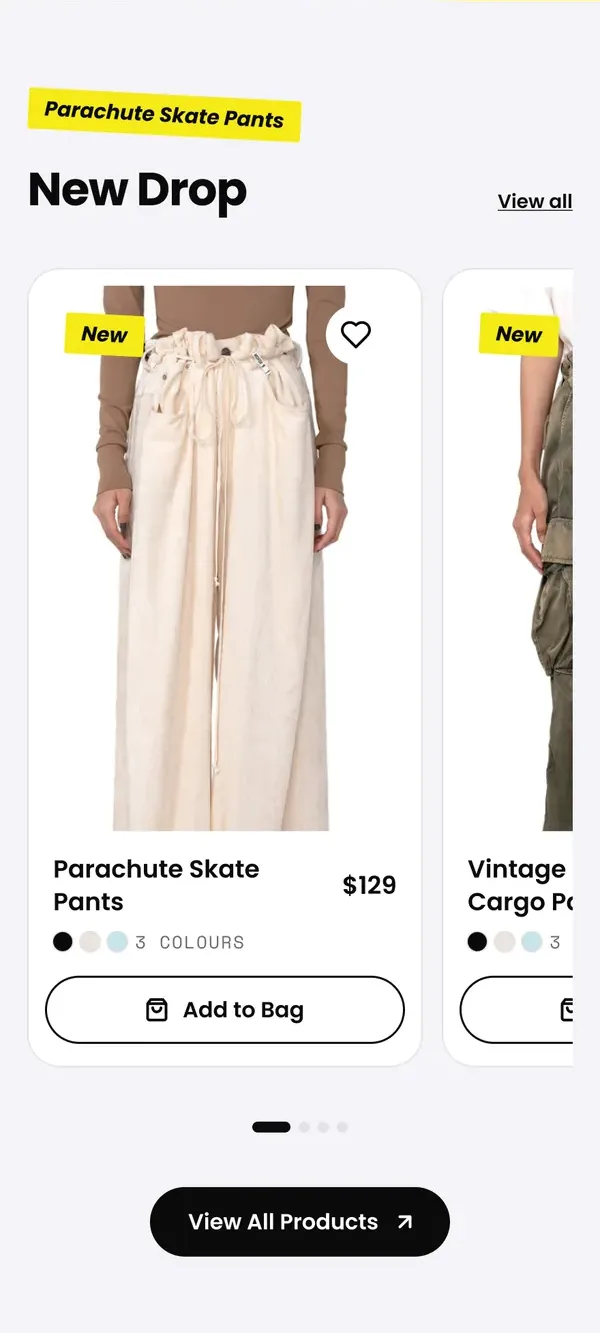 Parachute Skate Pants
New Drop
View all
New
New
Parachute Skate
Pants
$129
3 COLOURS
Add to Bag
Vintage
Cargo
3
View All Products